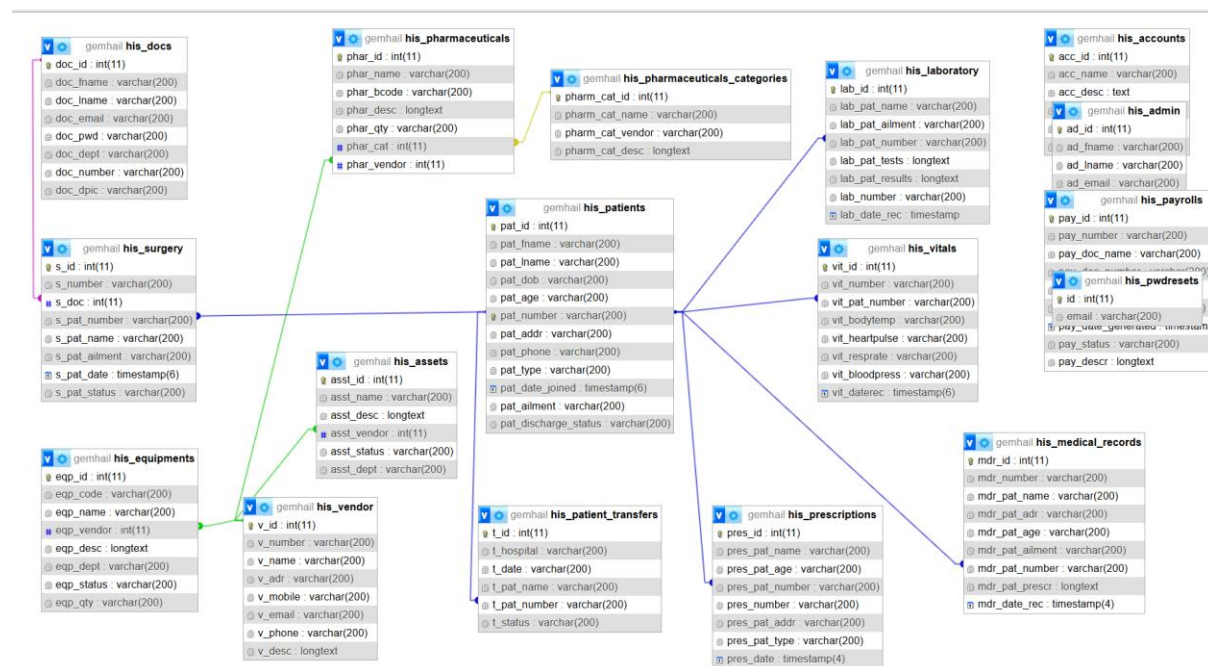 gemhail his_docs
doc_id : int(11)
doc_fname : varchar(200)
doc_lname : varchar(200)
doc_email : varchar(200)
doc_pwd : varchar(200)
doc_dept : varchar(200)
doc_number : varchar(200)
doc_dpic : varchar(200)
gemhail his_pharmaceuticals
phar_id : int(11)
phar_name : varchar(200)
phar_bcode : varchar(200)
phar_desc : longtext
phar_qty : varchar(200)
phar_cat : int(11)
phar_vendor : int(11)
gemhail his_pharmaceuticals_categories
pharm_cat_id : int(11)
pharm_cat_name : varchar(200)
pharm_cat_vendor : varchar(200)
pharm_cat_desc : longtext
gemhail his_laboratory
lab_id : int(11)
lab_pat_name : varchar(200)
lab_pat_ailment : varchar(200)
lab_pat_number : varchar(200)
lab_pat_tests : longtext
lab_pat_results : longtext
lab_number : varchar(200)
lab_date_rec : timestamp
gemhail his_accounts
acc_id : int(11)
acc_name : varchar(200)
acc_desc : text
gemhail his_admin
ad_id : int(11)
ad_fname : varchar(200)
ad_lname : varchar(200)
ad_email : varchar(200)
gemhail his_payrolls
pay_id : int(11)
pay_number : varchar(200)
pay_doc_name : varchar(200)
gemhail his_pwdresets
id : int(11)
email : varchar(200)
pay_date_generated : timestamp
pay_status : varchar(200)
pay_descr : longtext
gemhail his_surgery
s_id : int(11)
s_number : varchar(200)
s_doc : int(11)
s_pat_number : varchar(200)
s_pat_name : varchar(200)
s_pat_ailment : varchar(200)
s_pat_date : timestamp(6)
s_pat_status : varchar(200)
gemhail his_patients
pat_id : int(11)
pat_fname : varchar(200)
pat_lname : varchar(200)
pat_dob : varchar(200)
pat_age : varchar(200)
pat_number : varchar(200)
pat_addr : varchar(200)
pat_phone : varchar(200)
pat_type : varchar(200)
pat_date_joined : timestamp(6)
pat_ailment : varchar(200)
pat_discharge_status : varchar(200)
gemhail his_vitals
vit_id : int(11)
vit_number : varchar(200)
vit_pat_number : varchar(200)
vit_bodytemp : varchar(200)
vit_heartpulse : varchar(200)
vit_resprate : varchar(200)
vit_bloodpress : varchar(200)
vit_daterec : timestamp(6)
gemhail his_assets
asst_id : int(11)
asst_name : varchar(200)
asst_desc : longtext
asst_vendor : int(11)
asst_status : varchar(200)
asst_dept : varchar(200)
gemhail his_equipments
eqp_id : int(11)
eqp_code : varchar(200)
eqp_name : varchar(200)
eqp_vendor : int(11)
eqp_desc : longtext
eqp_dept : varchar(200)
eqp_status : varchar(200)
eqp_qty : varchar(200)
gemhail his_vendor
v_id : int(11)
v_number : varchar(200)
v_name : varchar(200)
v_adr : varchar(200)
v_mobile : varchar(200)
v_email : varchar(200)
v_phone : varchar(200)
v_desc : longtext
gemhail his_patient_transfers
t_id : int(11)
t_hospital : varchar(200)
t_date : varchar(200)
t_pat_name : varchar(200)
t_pat_number : varchar(200)
t_status : varchar(200)
gemhail his_prescriptions
pres_id : int(11)
pres_pat_name : varchar(200)
pres_pat_age : varchar(200)
pres_pat_number : varchar(200)
pres_number : varchar(200)
pres_pat_addr : varchar(200)
pres_pat_type : varchar(200)
pres_date : timestamp(4)
gemhail his_medical_records
mdr_id : int(11)
mdr_number : varchar(200)
mdr_pat_name : varchar(200)
mdr_pat_adr : varchar(200)
mdr_pat_age : varchar(200)
mdr_pat_ailment : varchar(200)
mdr_pat_number : varchar(200)
mdr_pat_prescr : longtext
mdr_date_rec : timestamp(4)